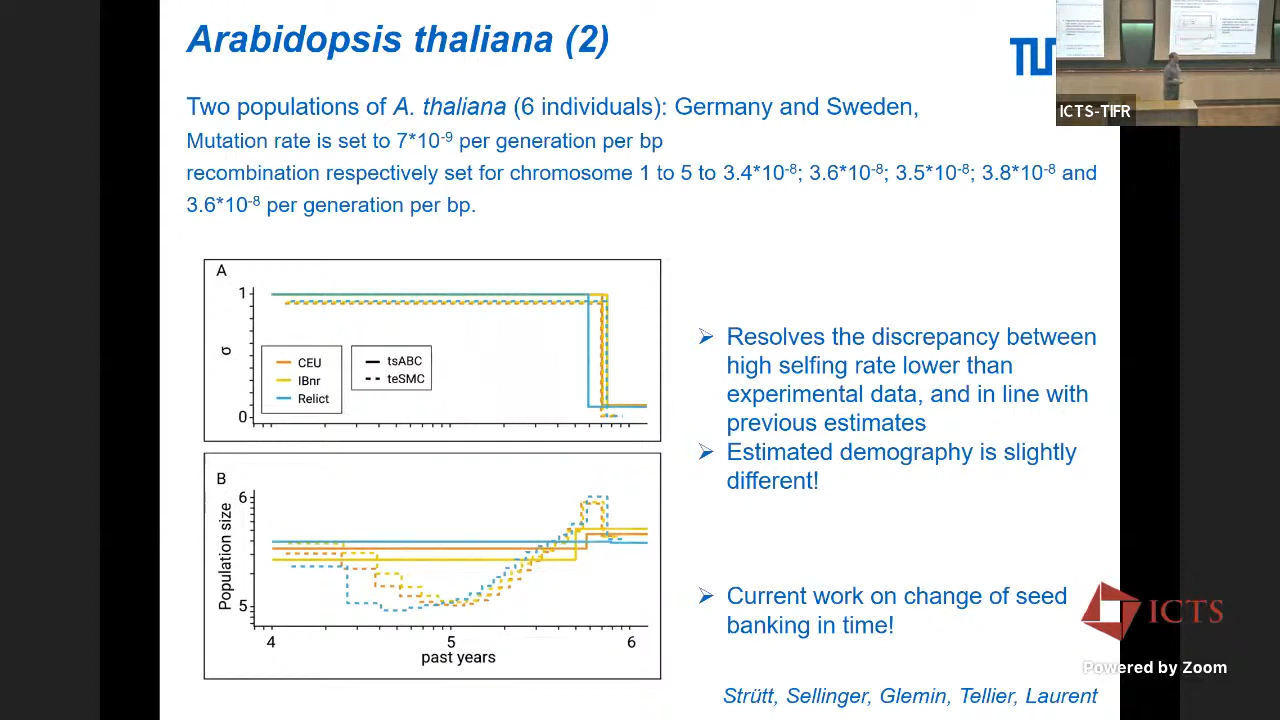 Arabidopsis thaliana (2)
ICTS-TIFR
Two populations of A. thaliana (6 individuals): Germany and Sweden,
Mutation rate is set to 7*10⁻⁹ per generation per bp
recombination respectively set for chromosome 1 to 5 to 3.4*10⁻⁸; 3.6*10⁻⁸; 3.5*10⁻⁸; 3.8*10⁻⁸ and
3.6*10⁻⁸ per generation per bp.
A
1
σ
0
CEU
IBnr
Relict
tsABC
teSMC
B
6
Population size
5
4 5 6
past years
➢ Resolves the discrepancy between
high selfing rate lower than
experimental data, and in line with
previous estimates
➢ Estimated demography is slightly
different!
➢ Current work on change of seed
banking in time!
ICTS
Powered by Zoom
Strütt, Sellinger, Glemin, Tellier, Laurent